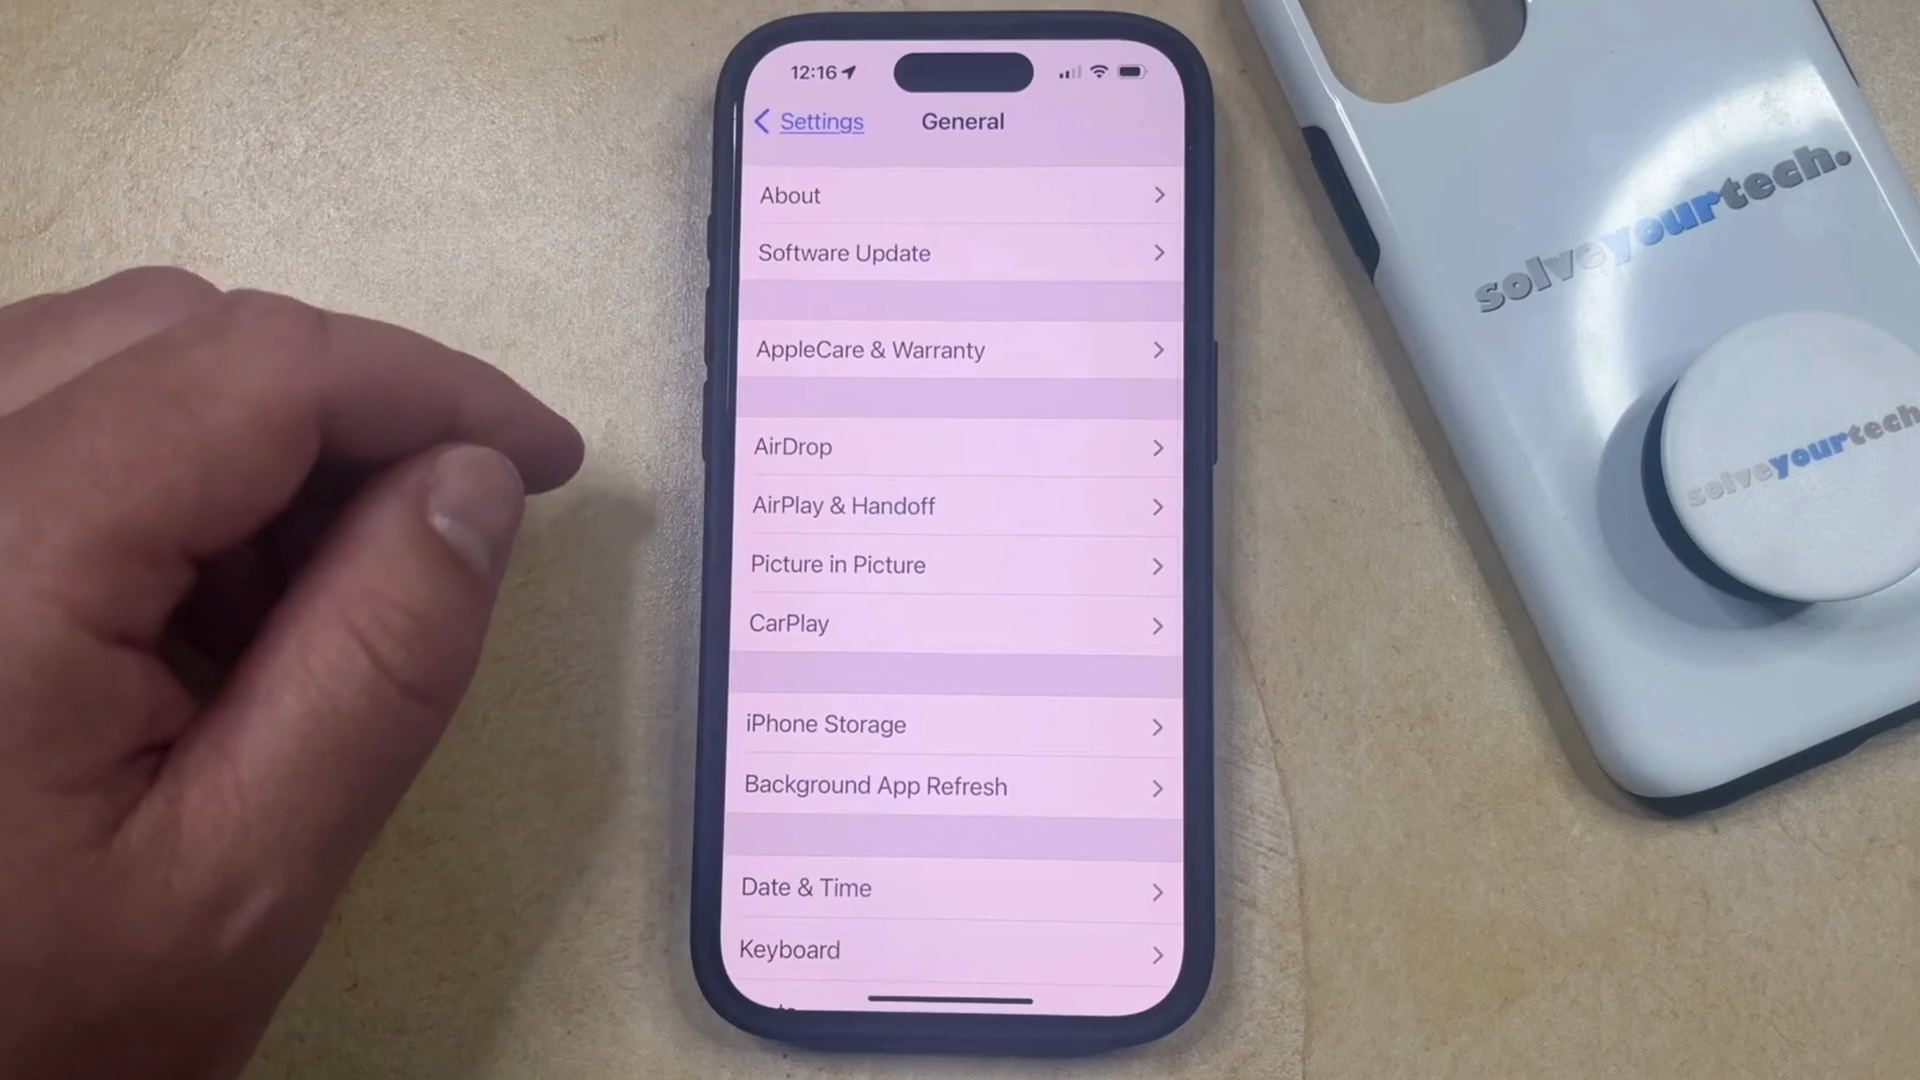 12:16
Settings
General
About
Software Update
AppleCare & Warranty
AirDrop
AirPlay & Handoff
Picture in Picture
CarPlay
iPhone Storage
Background App Refresh
Date & Time
Keyboard
solveyourtech.
solveyourtech